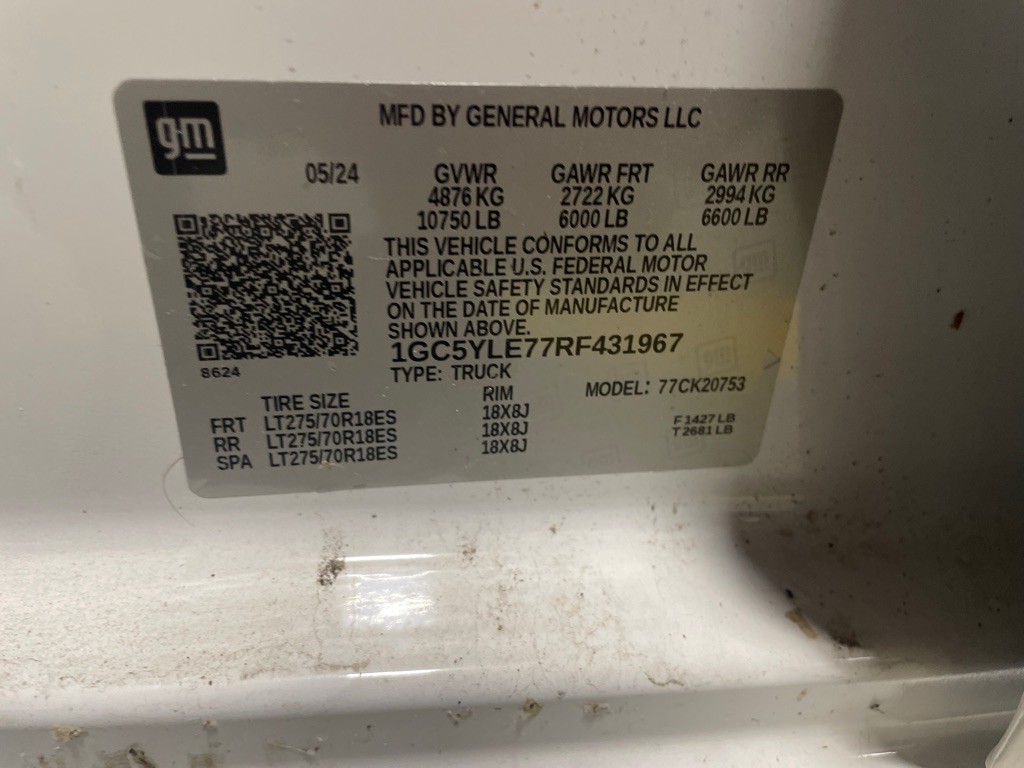 gm
MFD BY GENERAL MOTORS LLC
05/24 GVWR GAWR FRT GAWR RR
4876 KG 2722 KG 2994 KG
10750 LB 6000 LB 6600 LB
THIS VEHICLE CONFORMS TO ALL
APPLICABLE U.S. FEDERAL MOTOR
VEHICLE SAFETY STANDARDS IN EFFECT
ON THE DATE OF MANUFACTURE
SHOWN ABOVE.
1GC5YLE77RF431967
8624
TYPE: TRUCK MODEL: 77CK20753
TIRE SIZE RIM
FRT LT275/70R18ES 18X8J
RR LT275/70R18ES 18X8J
SPA LT275/70R18ES 18X8J
F 1427 LB
T 2681 LB